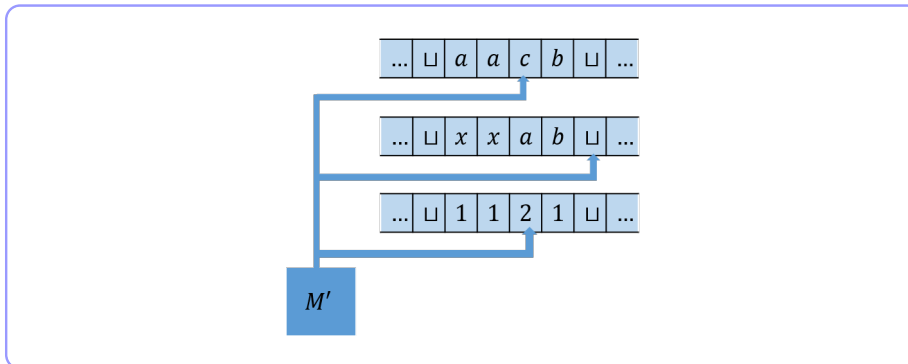 ... ⊔ a a c b ⊔ ...
... ⊔ x x a b ⊔ ...
... ⊔ 1 1 2 1 ⊔ ...
M′